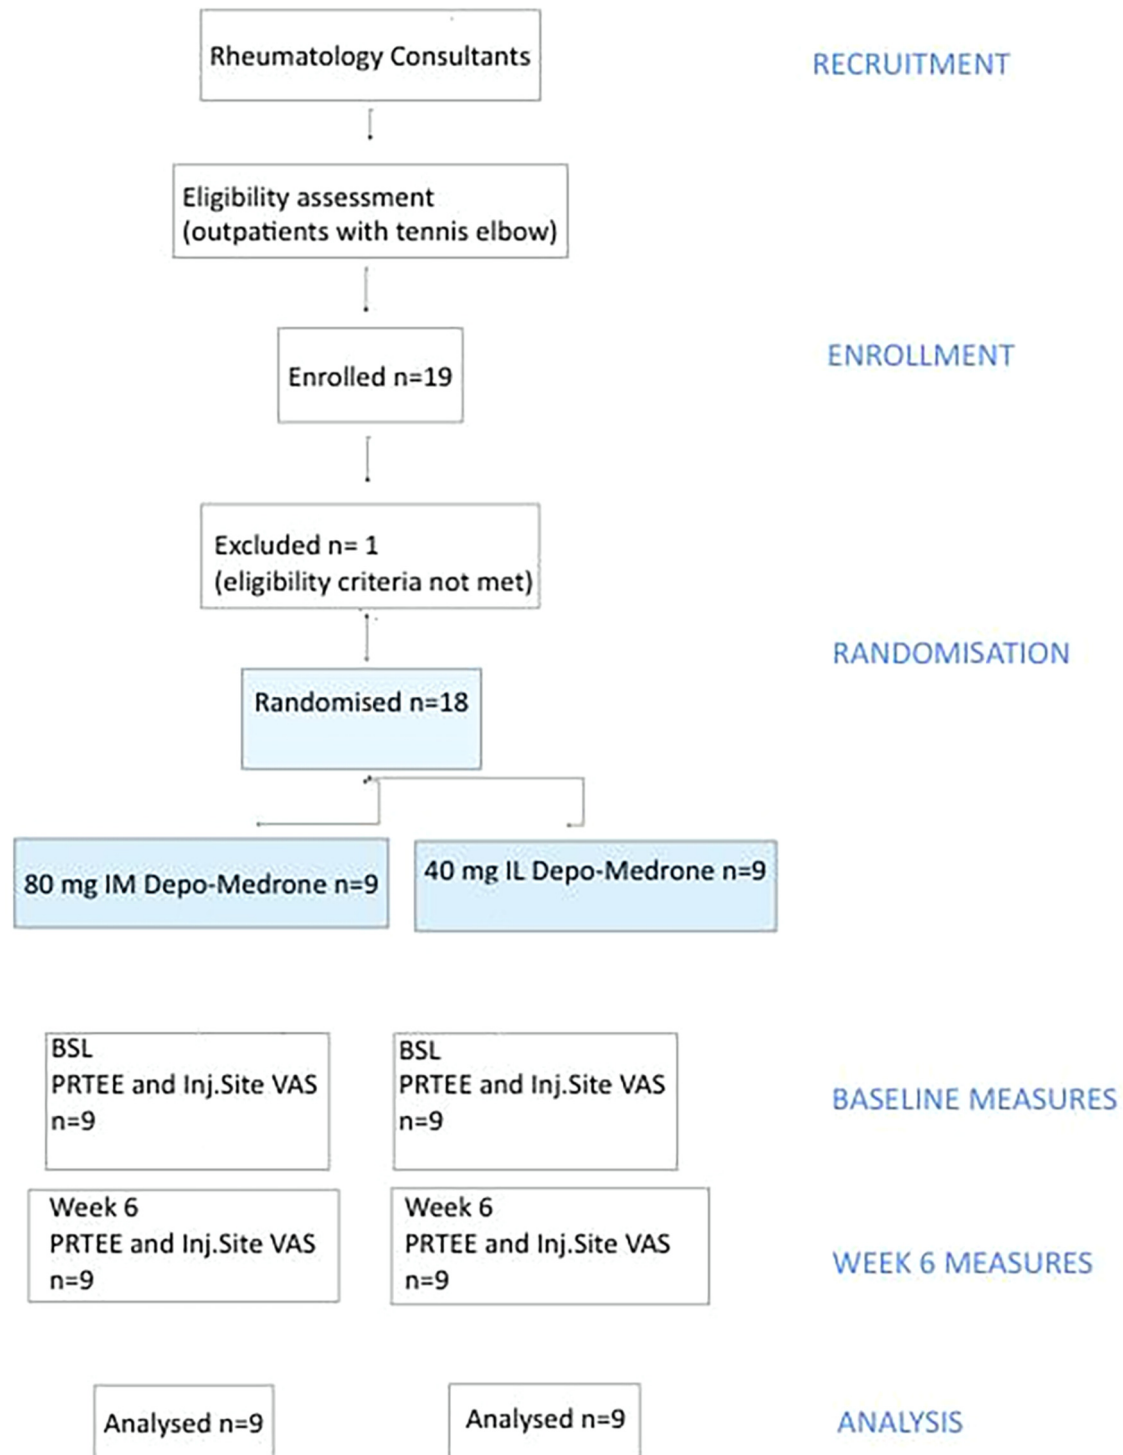 Rheumatology Consultants
RECRUITMENT
Eligibility assessment
(outpatients with tennis elbow)
Enrolled n=19
ENROLLMENT
Excluded n= 1
(eligibility criteria not met)
RANDOMISATION
Randomised n=18
80 mg IM Depo-Medrone n=9
40 mg IL Depo-Medrone n=9
BSL
PRTEE and Inj.Site VAS
n=9
BSL
PRTEE and Inj.Site VAS
n=9
BASELINE MEASURES
Week 6
PRTEE and Inj.Site VAS
n=9
Week 6
PRTEE and Inj.Site VAS
n=9
WEEK 6 MEASURES
Analysed n=9
Analysed n=9
ANALYSIS